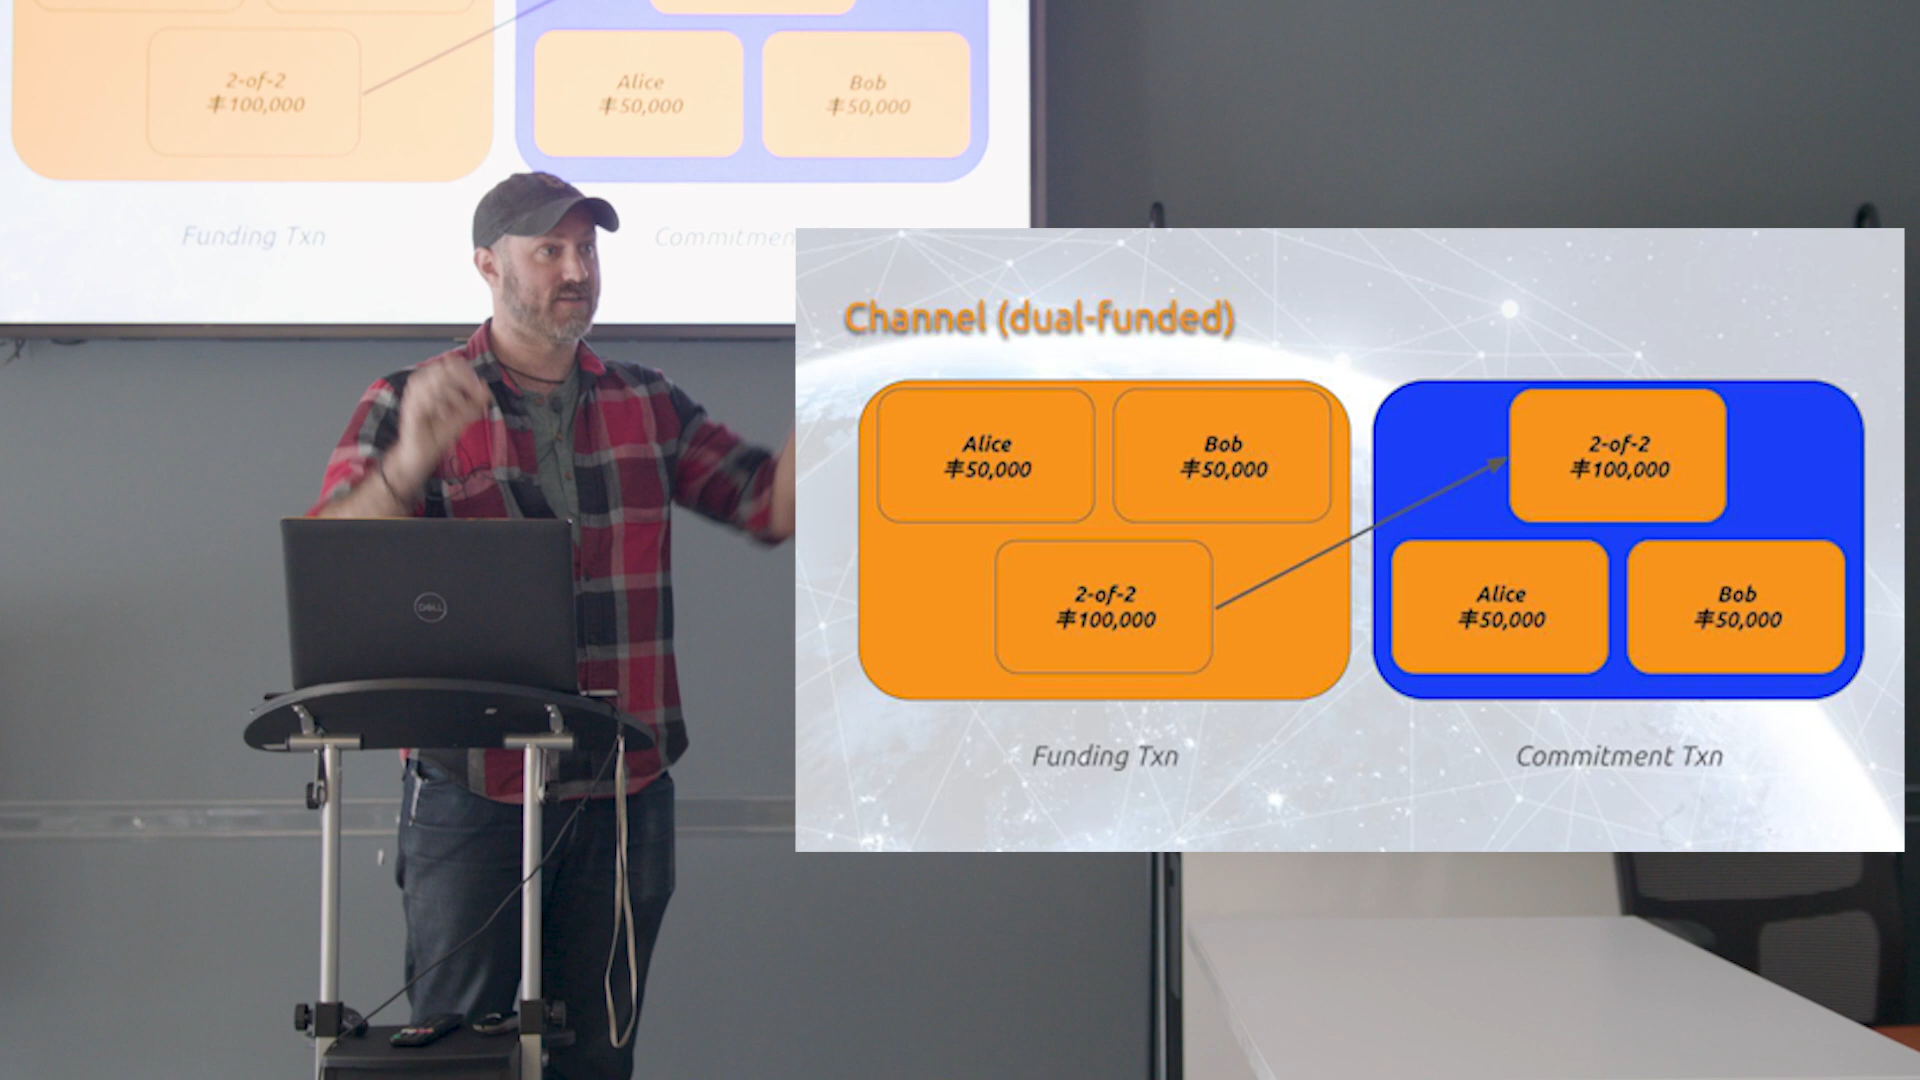 2-of-2
丰100,000
Alice
丰50,000
Bob
丰50,000
Funding Txn
Commitmen
DELL
Channel (dual-funded)
Alice
丰50,000
Bob
丰50,000
2-of-2
丰100,000
2-of-2
丰100,000
Alice
丰50,000
Bob
丰50,000
Funding Txn
Commitment Txn